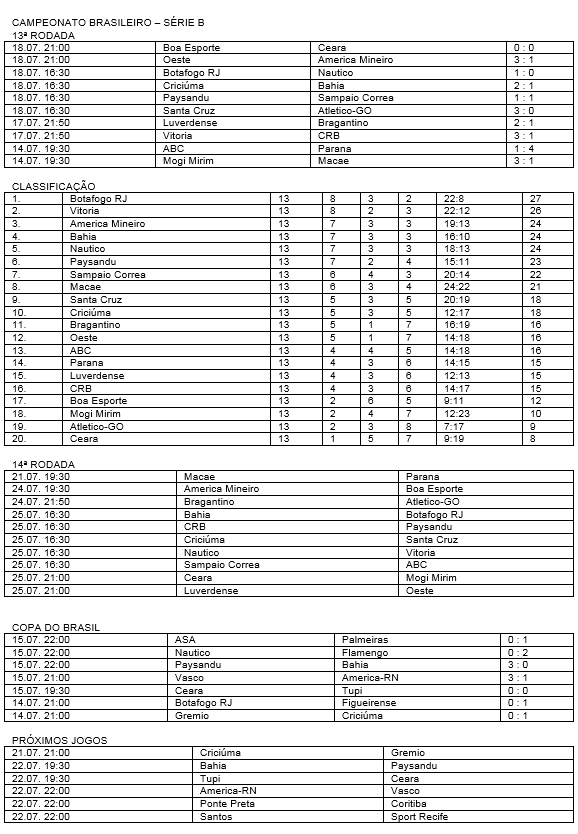 CAMPEONATO BRASILEIRO – SÉRIE B
13ª RODADA
18.07. 21:00 Boa Esporte Ceara 0 : 0
18.07. 21:00 Oeste America Mineiro 3 : 1
18.07. 16:30 Botafogo RJ Nautico 1 : 0
18.07. 16:30 Criciúma Bahia 2 : 1
18.07. 16:30 Paysandu Sampaio Correa 1 : 1
18.07. 16:30 Santa Cruz Atletico-GO 3 : 0
17.07. 21:50 Luverdense Bragantino 2 : 1
17.07. 21:50 Vitoria CRB 3 : 1
14.07. 19:30 ABC Parana 1 : 4
14.07. 19:30 Mogi Mirim Macae 3 : 1
CLASSIFICAÇÃO
1. Botafogo RJ 13 8 3 2 22:8 27
2. Vitoria 13 8 2 3 22:12 26
3. America Mineiro 13 7 3 3 19:13 24
4. Bahia 13 7 3 3 16:10 24
5. Nautico 13 7 3 3 18:13 24
6. Paysandu 13 7 2 4 15:11 23
7. Sampaio Correa 13 6 4 3 20:14 22
8. Macae 13 6 3 4 24:22 21
9. Santa Cruz 13 5 3 5 20:19 18
10. Criciúma 13 5 3 5 12:17 18
11. Bragantino 13 5 1 7 16:19 16
12. Oeste 13 5 1 7 14:18 16
13. ABC 13 4 4 5 14:18 16
14. Parana 13 4 3 6 14:15 15
15. Luverdense 13 4 3 6 12:13 15
16. CRB 13 4 3 6 14:17 15
17. Boa Esporte 13 2 6 5 9:11 12
18. Mogi Mirim 13 2 4 7 12:23 10
19. Atletico-GO 13 2 3 8 7:17 9
20. Ceara 13 1 5 7 9:19 8
14ª RODADA
21.07. 19:30 Macae Parana
24.07. 19:30 America Mineiro Boa Esporte
24.07. 21:50 Bragantino Atletico-GO
25.07. 16:30 Bahia Botafogo RJ
25.07. 16:30 CRB Paysandu
25.07. 16:30 Criciúma Santa Cruz
25.07. 16:30 Nautico Vitoria
25.07. 16:30 Sampaio Correa ABC
25.07. 21:00 Ceara Mogi Mirim
25.07. 21:00 Luverdense Oeste
COPA DO BRASIL
15.07. 22:00 ASA Palmeiras 0 : 1
15.07. 22:00 Nautico Flamengo 0 : 2
15.07. 22:00 Paysandu Bahia 3 : 0
15.07. 21:00 Vasco America-RN 3 : 1
15.07. 19:30 Ceara Tupi 0 : 0
14.07. 21:00 Botafogo RJ Figueirense 0 : 1
14.07. 21:00 Gremio Criciúma 0 : 1
PRÓXIMOS JOGOS
21.07. 21:00 Criciúma Gremio
22.07. 19:30 Bahia Paysandu
22.07. 19:30 Tupi Ceara
22.07. 22:00 America-RN Vasco
22.07. 22:00 Ponte Preta Coritiba
22.07. 22:00 Santos Sport Recife